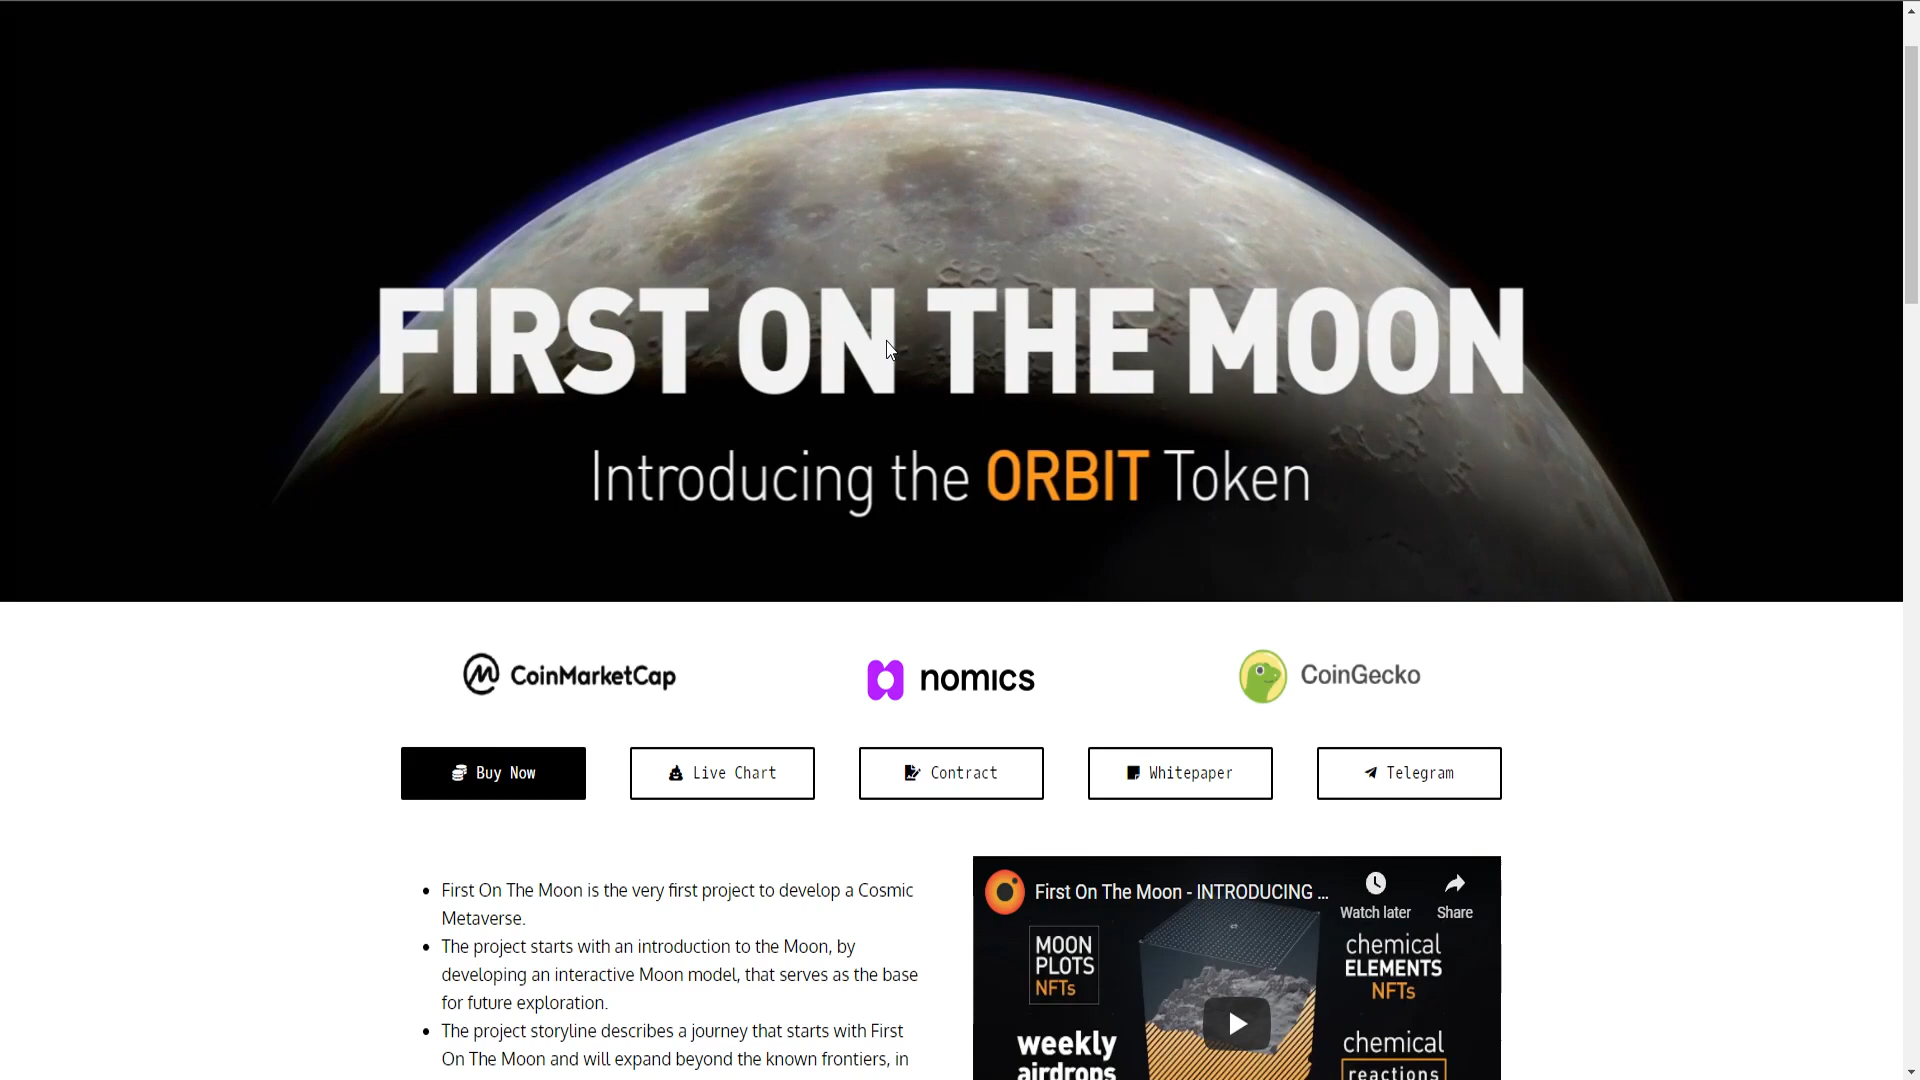 FIRST ON THE MOON
Introducing the ORBIT Token
CoinMarketCap
nomics
CoinGecko
Buy Now
Live Chart
Contract
Whitepaper
Telegram
First On The Moon is the very first project to develop a Cosmic
Metaverse.
The project starts with an introduction to the Moon, by
developing an interactive Moon model, that serves as the base
for future exploration.
The project storyline describes a journey that starts with First
On The Moon and will expand beyond the known frontiers, in
First On The Moon - INTRODUCING ...
Watch later
Share
MOON
PLOTS
NFTs
chemical
ELEMENTS
NFTs
weekly
airdrops
chemical
reactions